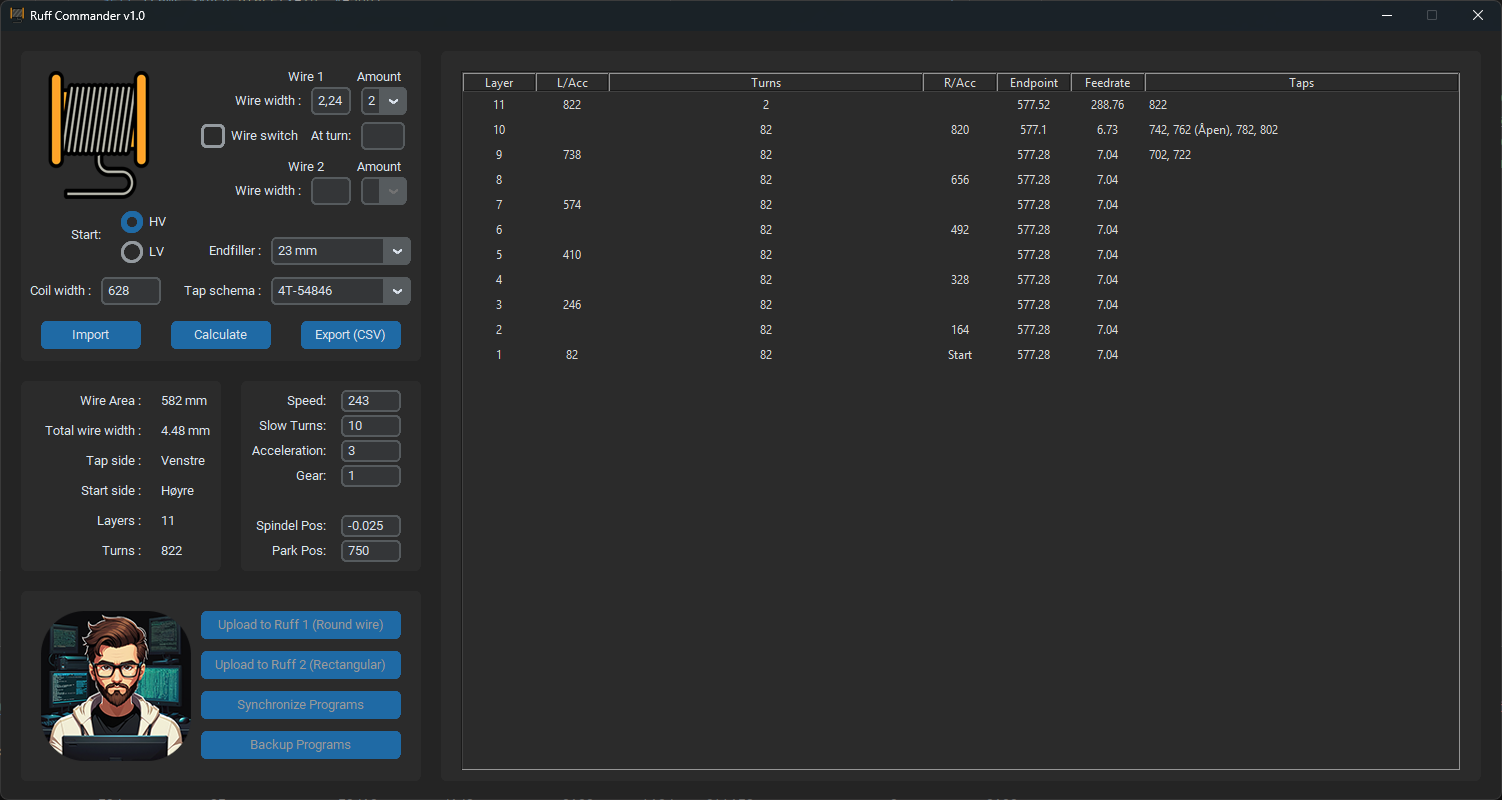 Ruff Commander v1.0
Wire 1 Amount
Wire width : 2,24 2
Wire switch At turn:
Wire 2 Amount
Wire width :
Start: HV
LV
Endfiller : 23 mm
Coil width : 628 Tap schema : 4T-54846
Import Calculate Export (CSV)
Wire Area : 582 mm
Total wire width : 4.48 mm
Tap side : Venstre
Start side : Høyre
Layers : 11
Turns : 822
Speed: 243
Slow Turns: 10
Acceleration: 3
Gear: 1
Spindel Pos: -0.025
Park Pos: 750
Upload to Ruff 1 (Round wire)
Upload to Ruff 2 (Rectangular)
Synchronize Programs
Backup Programs
Layer L/Acc Turns R/Acc Endpoint Feedrate Taps
11 822 2 577.52 288.76 822
10 82 820 577.1 6.73 742, 762 (Åpen), 782, 802
9 738 82 577.28 7.04 702, 722
8 82 656 577.28 7.04
7 574 82 577.28 7.04
6 82 492 577.28 7.04
5 410 82 577.28 7.04
4 82 328 577.28 7.04
3 246 82 577.28 7.04
2 82 164 577.28 7.04
1 82 82 Start 577.28 7.04